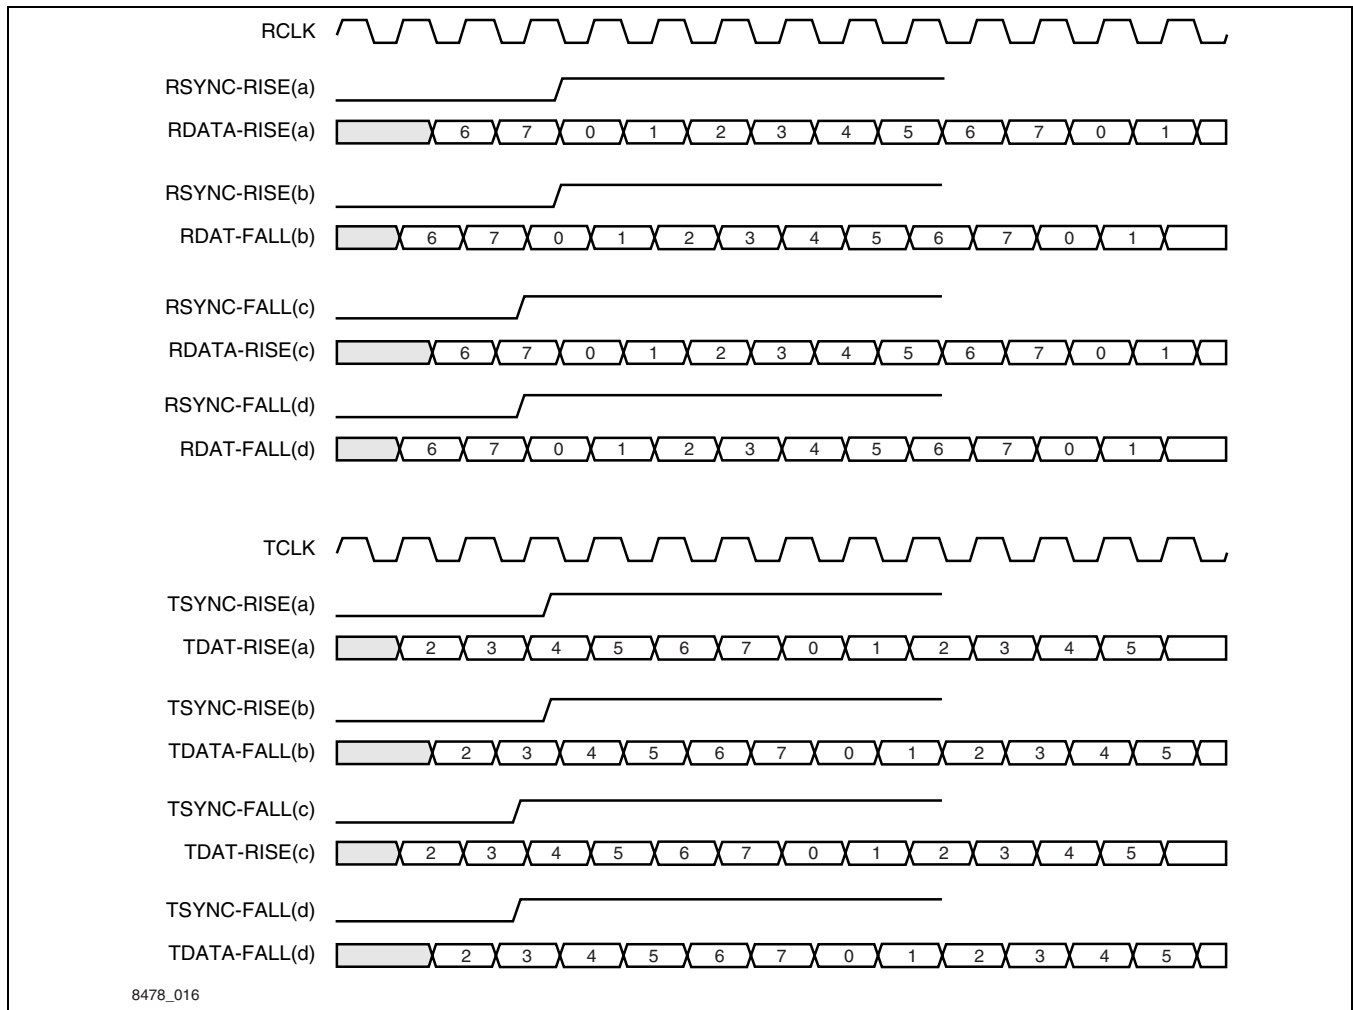 RCLK
RSYNC-RISE(a)
RDATA-RISE(a) 6 7 0 1 2 3 4 5 6 7 0 1
RSYNC-RISE(b)
RDAT-FALL(b) 6 7 0 1 2 3 4 5 6 7 0 1
RSYNC-FALL(c)
RDATA-RISE(c) 6 7 0 1 2 3 4 5 6 7 0 1
RSYNC-FALL(d)
RDAT-FALL(d) 6 7 0 1 2 3 4 5 6 7 0 1
TCLK
TSYNC-RISE(a)
TDAT-RISE(a) 2 3 4 5 6 7 0 1 2 3 4 5
TSYNC-RISE(b)
TDATA-FALL(b) 2 3 4 5 6 7 0 1 2 3 4 5
TSYNC-FALL(c)
TDAT-RISE(c) 2 3 4 5 6 7 0 1 2 3 4 5
TSYNC-FALL(d)
TDATA-FALL(d) 2 3 4 5 6 7 0 1 2 3 4 5
8478_016